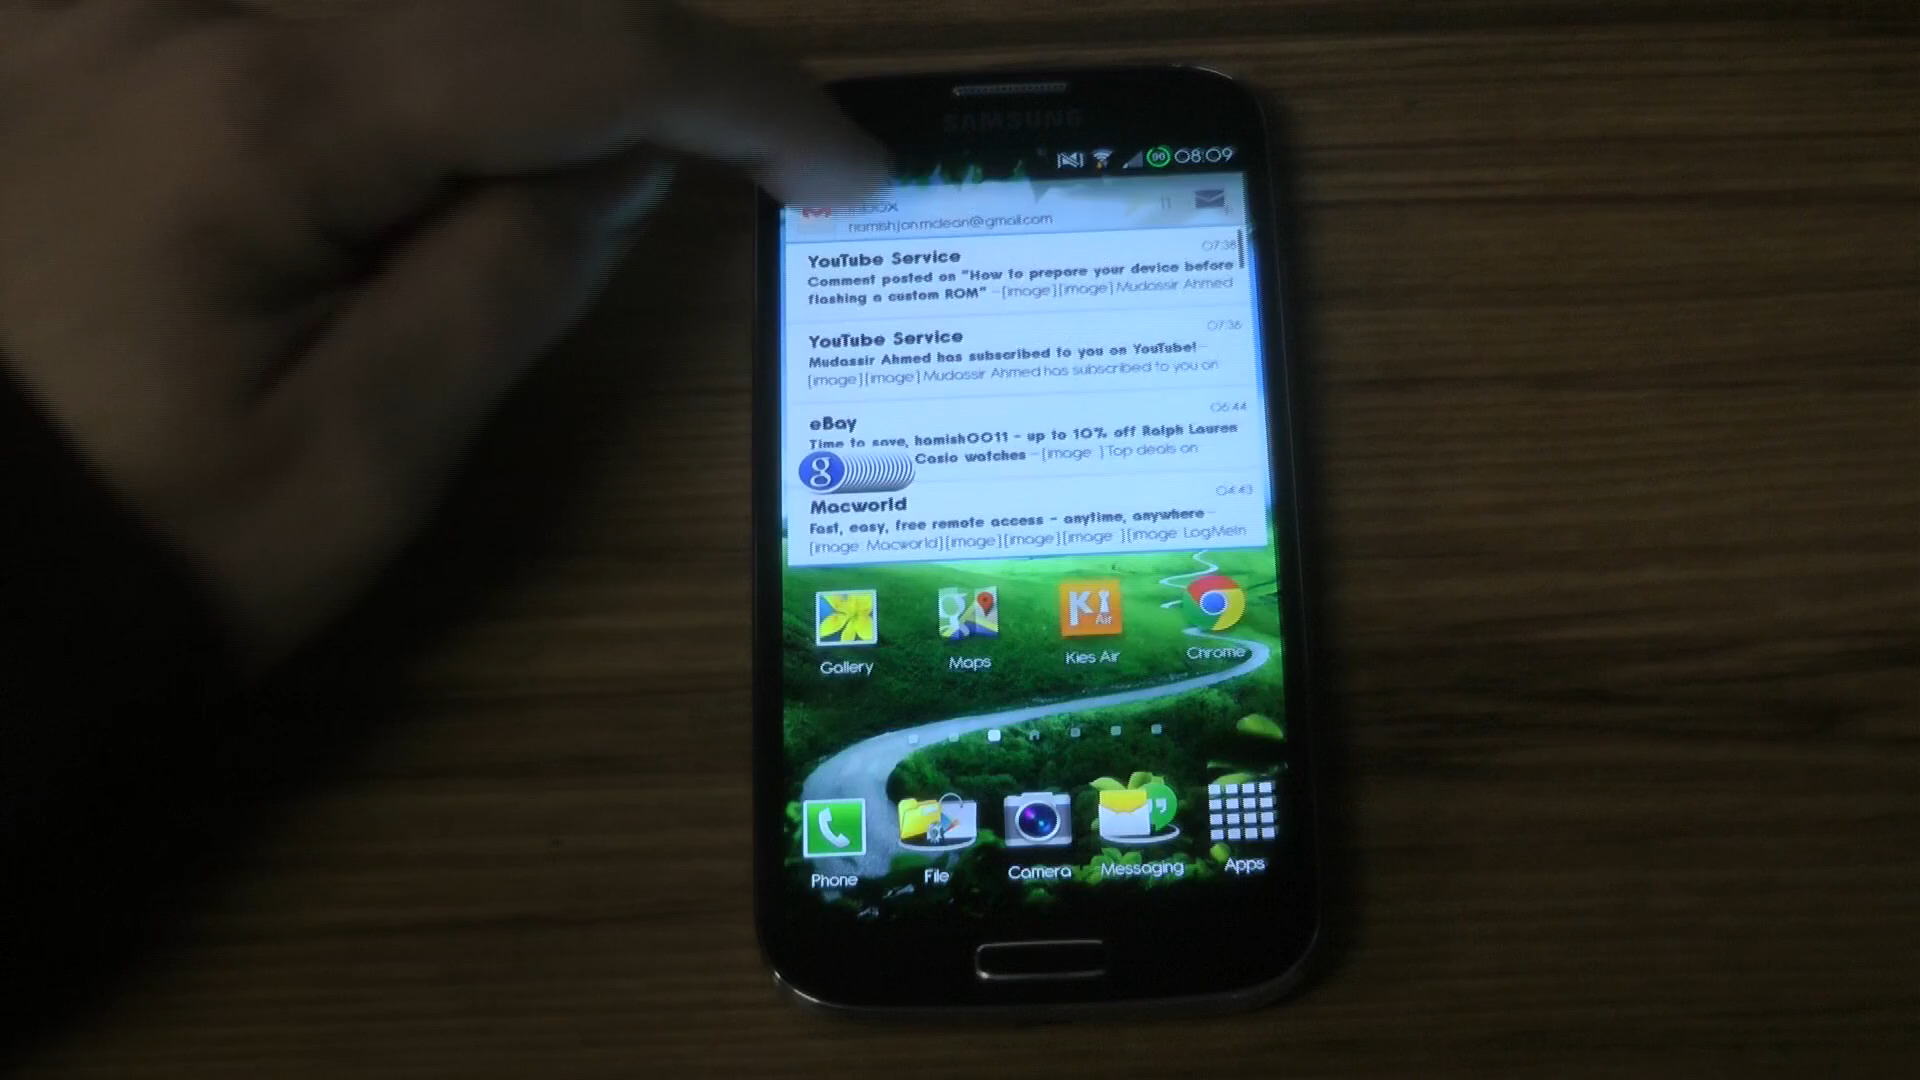 SAMSUNG
90 08:09
hamishjonmclean@gmail.com
YouTube Service 07:38
Comment posted on "How to prepare your device before
flashing a custom ROM" - [image][image] Mudassir Ahmed
YouTube Service 07:36
Mudassir Ahmed has subscribed to you on YouTube! -
[image][image] Mudassir Ahmed has subscribed to you on
eBay 06:44
Time to save, hamish0011 - up to 10% off Ralph Lauren
g Casio watches - [image ] Top deals on
Macworld 04:43
Fast, easy, free remote access - anytime, anywhere -
[image Macworld][image][image][image ][image LogMeIn
Ki Air
Gallery Maps Kies Air Chrome
Phone File Camera Messaging Apps